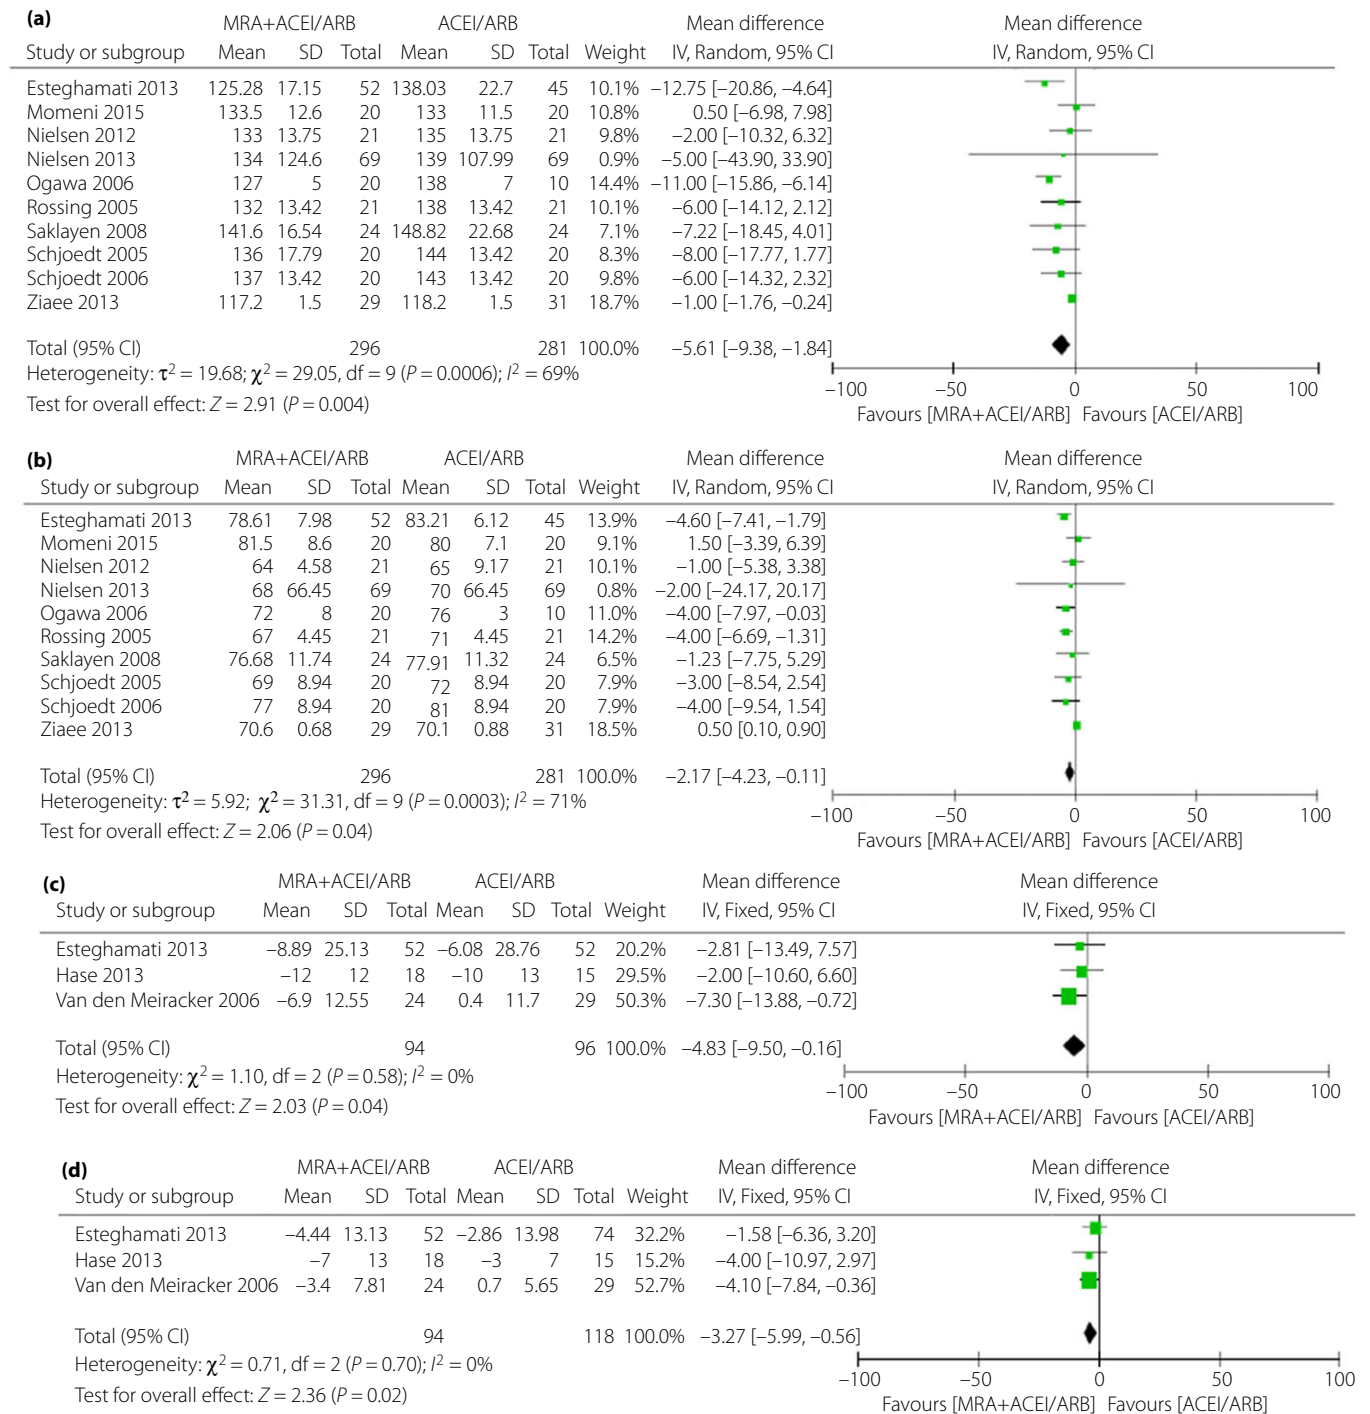 (a) MRA+ACEI/ARB ACEI/ARB Mean difference Mean difference
Study or subgroup Mean SD Total Mean SD Total Weight IV, Random, 95% CI IV, Random, 95% CI
Esteghamati 2013 125.28 17.15 52 138.03 22.7 45 10.1% −12.75 [−20.86, −4.64]
Momeni 2015 133.5 12.6 20 133 11.5 20 10.8% 0.50 [−6.98, 7.98]
Nielsen 2012 133 13.75 21 135 13.75 21 9.8% −2.00 [−10.32, 6.32]
Nielsen 2013 134 124.6 69 139 107.99 69 0.9% −5.00 [−43.90, 33.90]
Ogawa 2006 127 5 20 138 7 10 14.4% −11.00 [−15.86, −6.14]
Rossing 2005 132 13.42 21 138 13.42 21 10.1% −6.00 [−14.12, 2.12]
Saklayen 2008 141.6 16.54 24 148.82 22.68 24 7.1% −7.22 [−18.45, 4.01]
Schjoedt 2005 136 17.79 20 144 13.42 20 8.3% −8.00 [−17.77, 1.77]
Schjoedt 2006 137 13.42 20 143 13.42 20 9.8% −6.00 [−14.32, 2.32]
Ziaee 2013 117.2 1.5 29 118.2 1.5 31 18.7% −1.00 [−1.76, −0.24]
Total (95% CI) 296 281 100.0% −5.61 [−9.38, −1.84]
Heterogeneity: τ² = 19.68; χ² = 29.05, df = 9 (P = 0.0006); I² = 69%
Test for overall effect: Z = 2.91 (P = 0.004)
−100 −50 0 50 100
Favours [MRA+ACEI/ARB] Favours [ACEI/ARB]
(b) MRA+ACEI/ARB ACEI/ARB Mean difference Mean difference
Study or subgroup Mean SD Total Mean SD Total Weight IV, Random, 95% CI IV, Random, 95% CI
Esteghamati 2013 78.61 7.98 52 83.21 6.12 45 13.9% −4.60 [−7.41, −1.79]
Momeni 2015 81.5 8.6 20 80 7.1 20 9.1% 1.50 [−3.39, 6.39]
Nielsen 2012 64 4.58 21 65 9.17 21 10.1% −1.00 [−5.38, 3.38]
Nielsen 2013 68 66.45 69 70 66.45 69 0.8% −2.00 [−24.17, 20.17]
Ogawa 2006 72 8 20 76 3 10 11.0% −4.00 [−7.97, −0.03]
Rossing 2005 67 4.45 21 71 4.45 21 14.2% −4.00 [−6.69, −1.31]
Saklayen 2008 76.68 11.74 24 77.91 11.32 24 6.5% −1.23 [−7.75, 5.29]
Schjoedt 2005 69 8.94 20 72 8.94 20 7.9% −3.00 [−8.54, 2.54]
Schjoedt 2006 77 8.94 20 81 8.94 20 7.9% −4.00 [−9.54, 1.54]
Ziaee 2013 70.6 0.68 29 70.1 0.88 31 18.5% 0.50 [0.10, 0.90]
Total (95% CI) 296 281 100.0% −2.17 [−4.23, −0.11]
Heterogeneity: τ² = 5.92; χ² = 31.31, df = 9 (P = 0.0003); I² = 71%
Test for overall effect: Z = 2.06 (P = 0.04)
−100 −50 0 50 100
Favours [MRA+ACEI/ARB] Favours [ACEI/ARB]
(c) MRA+ACEI/ARB ACEI/ARB Mean difference Mean difference
Study or subgroup Mean SD Total Mean SD Total Weight IV, Fixed, 95% CI IV, Fixed, 95% CI
Esteghamati 2013 −8.89 25.13 52 −6.08 28.76 52 20.2% −2.81 [−13.49, 7.57]
Hase 2013 −12 12 18 −10 13 15 29.5% −2.00 [−10.60, 6.60]
Van den Meiracker 2006 −6.9 12.55 24 0.4 11.7 29 50.3% −7.30 [−13.88, −0.72]
Total (95% CI) 94 96 100.0% −4.83 [−9.50, −0.16]
Heterogeneity: χ² = 1.10, df = 2 (P = 0.58); I² = 0%
Test for overall effect: Z = 2.03 (P = 0.04)
−100 −50 0 50 100
Favours [MRA+ACEI/ARB] Favours [ACEI/ARB]
(d) MRA+ACEI/ARB ACEI/ARB Mean difference Mean difference
Study or subgroup Mean SD Total Mean SD Total Weight IV, Fixed, 95% CI IV, Fixed, 95% CI
Esteghamati 2013 −4.44 13.13 52 −2.86 13.98 74 32.2% −1.58 [−6.36, 3.20]
Hase 2013 −7 13 18 −3 7 15 15.2% −4.00 [−10.97, 2.97]
Van den Meiracker 2006 −3.4 7.81 24 0.7 5.65 29 52.7% −4.10 [−7.84, −0.36]
Total (95% CI) 94 118 100.0% −3.27 [−5.99, −0.56]
Heterogeneity: χ² = 0.71, df = 2 (P = 0.70); I² = 0%
Test for overall effect: Z = 2.36 (P = 0.02)
−100 −50 0 50 100
Favours [MRA+ACEI/ARB] Favours [ACEI/ARB]